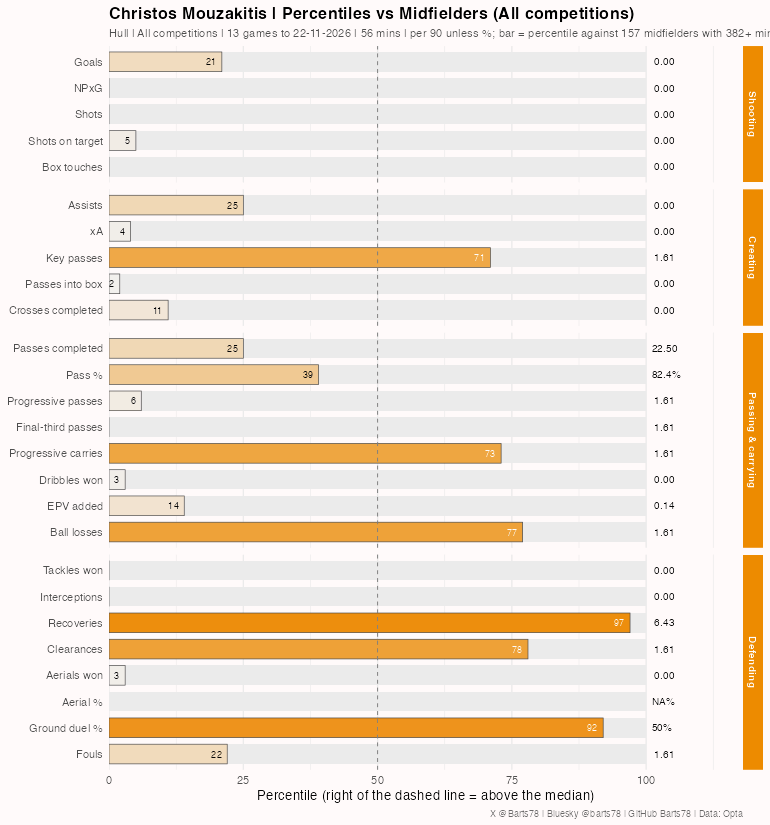 Christos Mouzakitis | Percentiles vs Midfielders (All competitions)
Hull | All competitions | 13 games to 22-11-2026 | 56 mins | per 90 unless %; bar = percentile against 157 midfielders with 382+ min
Goals 21 0.00
NPxG 0.00
Shots 0.00
Shots on target 5 0.00
Box touches 0.00
Shooting
Assists 25 0.00
xA 4 0.00
Key passes 71 1.61
Passes into box 2 0.00
Crosses completed 11 0.00
Creating
Passes completed 25 22.50
Pass % 39 82.4%
Progressive passes 6 1.61
Final-third passes 1.61
Progressive carries 73 1.61
Dribbles won 3 0.00
EPV added 14 0.14
Ball losses 77 1.61
Passing & carrying
Tackles won 0.00
Interceptions 0.00
Recoveries 97 6.43
Clearances 78 1.61
Aerials won 3 0.00
Aerial % NA%
Ground duel % 92 50%
Fouls 22 1.61
Defending
0 25 50 75 100
Percentile (right of the dashed line = above the median)
X @Barts78 | Bluesky @barts78 | GitHub Barts78 | Data: Opta